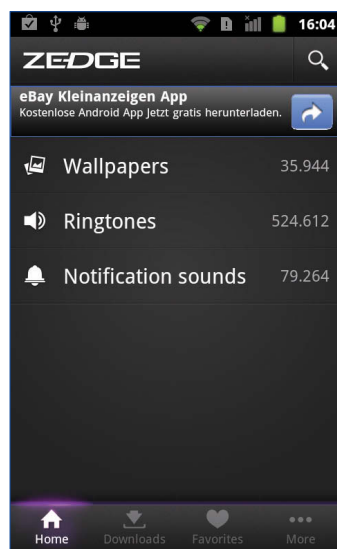 16:04
ZEDGE
eBay Kleinanzeigen App
Kostenlose Android App Jetzt gratis herunterladen.
Wallpapers 35.944
Ringtones 524.612
Notification sounds 79.264
Home Downloads Favorites More